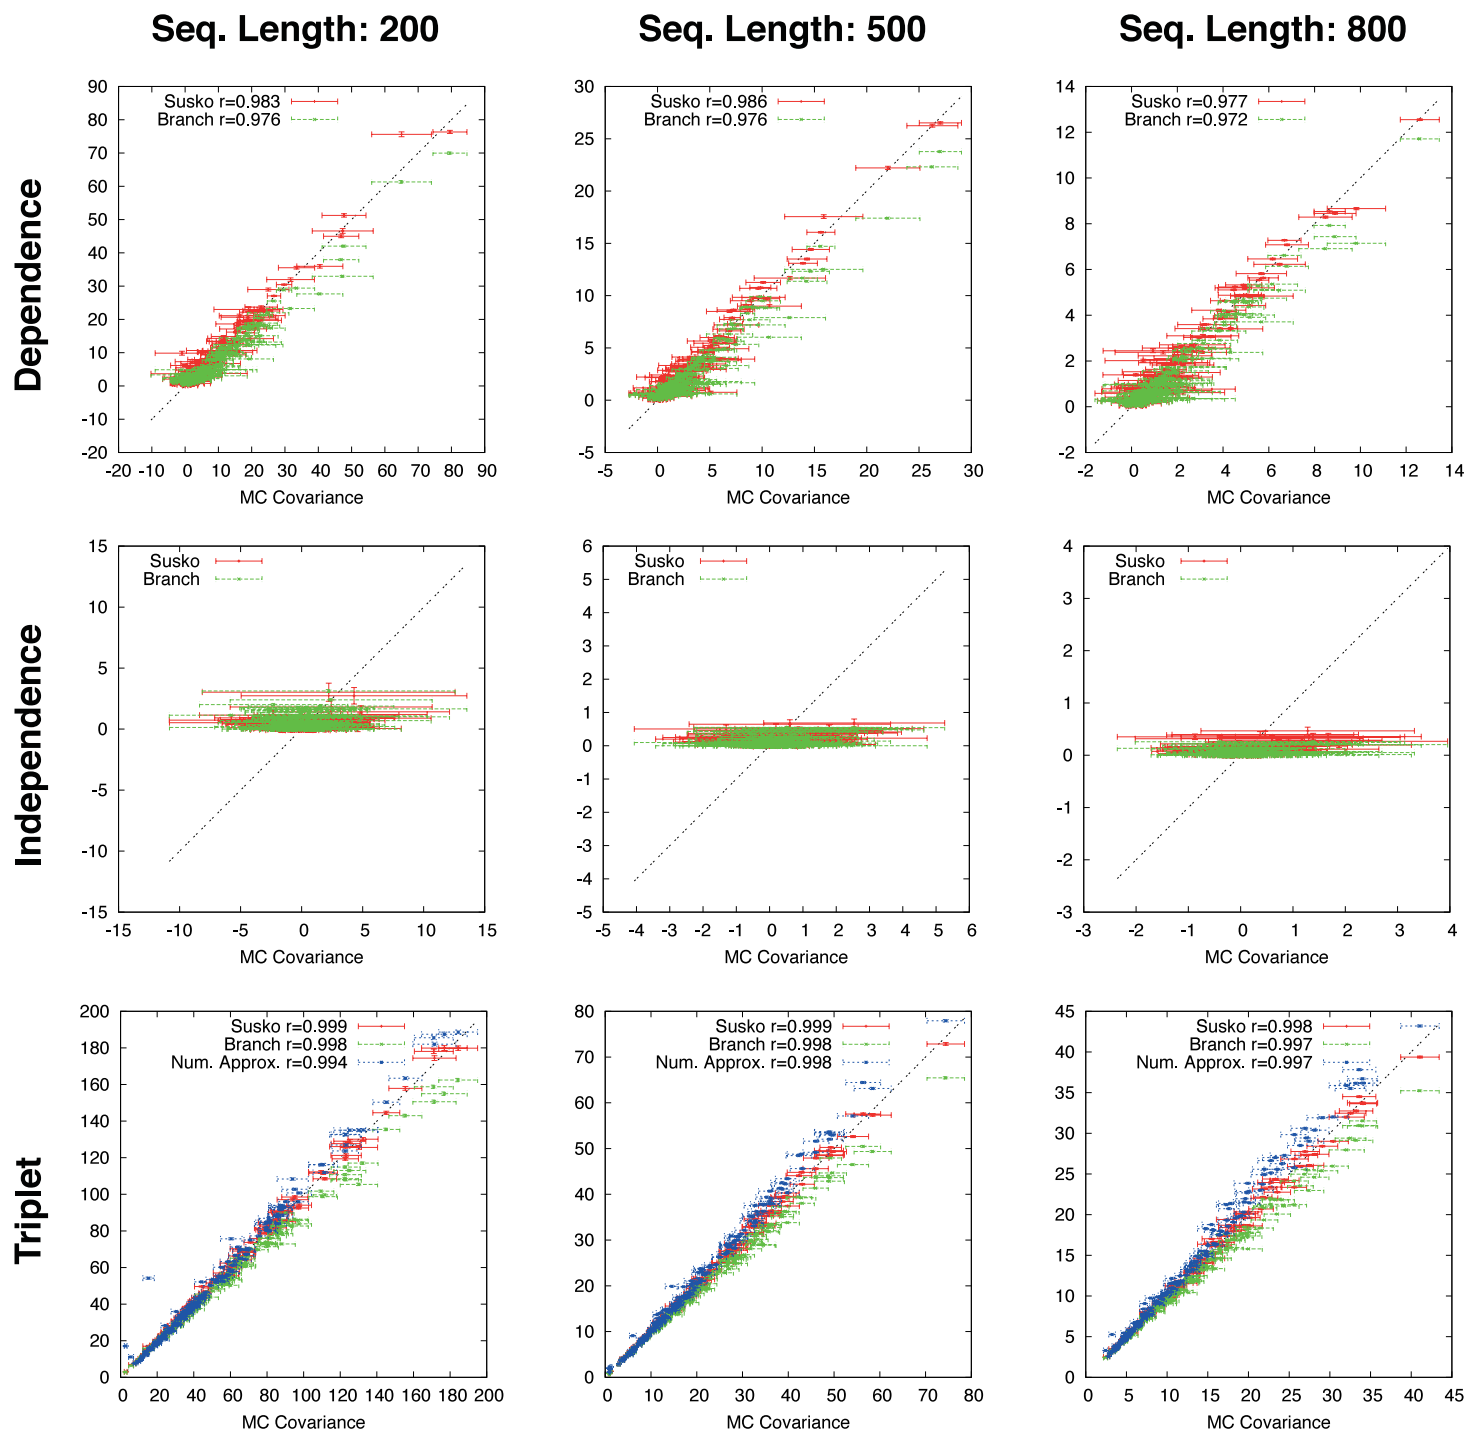 Seq. Length: 200
Seq. Length: 500
Seq. Length: 800
Dependence
Susko r=0.983
Branch r=0.976
90
80
70
60
50
40
30
20
10
0
-10
-20
-20 -10 0 10 20 30 40 50 60 70 80 90
MC Covariance
Susko r=0.986
Branch r=0.976
30
25
20
15
10
5
0
-5
-5 0 5 10 15 20 25 30
MC Covariance
Susko r=0.977
Branch r=0.972
14
12
10
8
6
4
2
0
-2
-2 0 2 4 6 8 10 12 14
MC Covariance
Independence
Susko
Branch
15
10
5
0
-5
-10
-15
-15 -10 -5 0 5 10 15
MC Covariance
Susko
Branch
6
5
4
3
2
1
0
-1
-2
-3
-4
-5
-5 -4 -3 -2 -1 0 1 2 3 4 5 6
MC Covariance
Susko
Branch
4
3
2
1
0
-1
-2
-3
-3 -2 -1 0 1 2 3 4
MC Covariance
Triplet
Susko r=0.999
Branch r=0.998
Num. Approx. r=0.994
200
180
160
140
120
100
80
60
40
20
0
0 20 40 60 80 100 120 140 160 180 200
MC Covariance
Susko r=0.999
Branch r=0.998
Num. Approx. r=0.998
80
70
60
50
40
30
20
10
0
0 10 20 30 40 50 60 70 80
MC Covariance
Susko r=0.998
Branch r=0.997
Num. Approx. r=0.997
45
40
35
30
25
20
15
10
5
0
0 5 10 15 20 25 30 35 40 45
MC Covariance